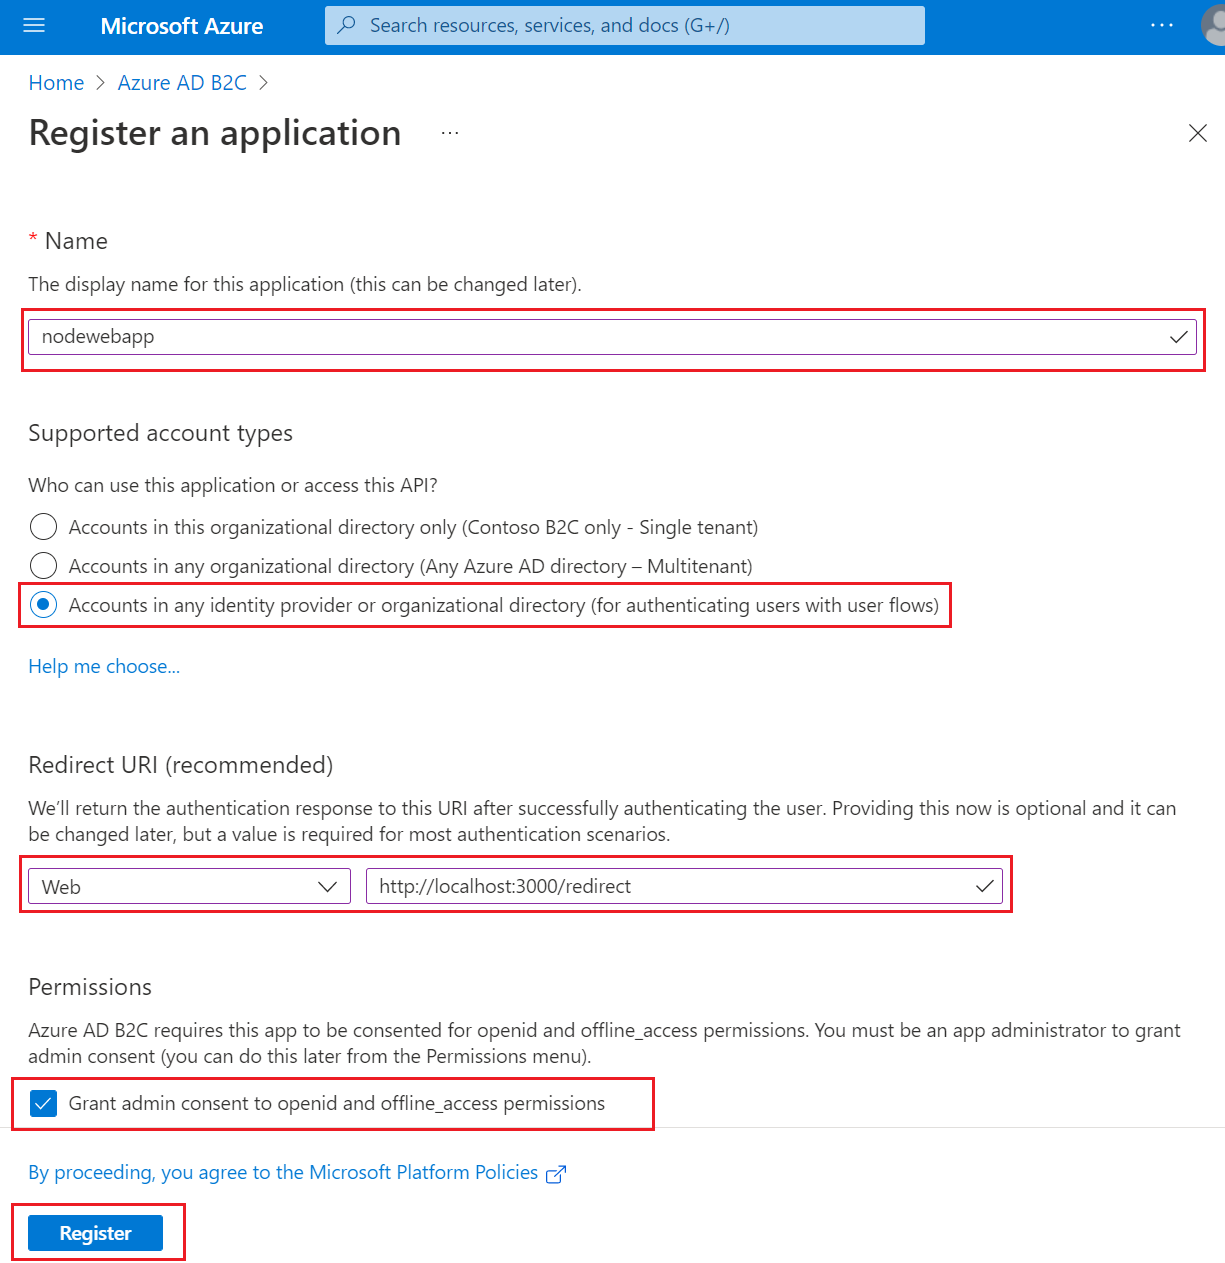 Microsoft Azure
Search resources, services, and docs (G+/)
...
Home > Azure AD B2C >
Register an application ...
* Name
The display name for this application (this can be changed later).
nodewebapp
Supported account types
Who can use this application or access this API?
Accounts in this organizational directory only (Contoso B2C only - Single tenant)
Accounts in any organizational directory (Any Azure AD directory – Multitenant)
Accounts in any identity provider or organizational directory (for authenticating users with user flows)
Help me choose...
Redirect URI (recommended)
We’ll return the authentication response to this URI after successfully authenticating the user. Providing this now is optional and it can
be changed later, but a value is required for most authentication scenarios.
Web
http://localhost:3000/redirect
Permissions
Azure AD B2C requires this app to be consented for openid and offline_access permissions. You must be an app administrator to grant
admin consent (you can do this later from the Permissions menu).
Grant admin consent to openid and offline_access permissions
By proceeding, you agree to the Microsoft Platform Policies
Register